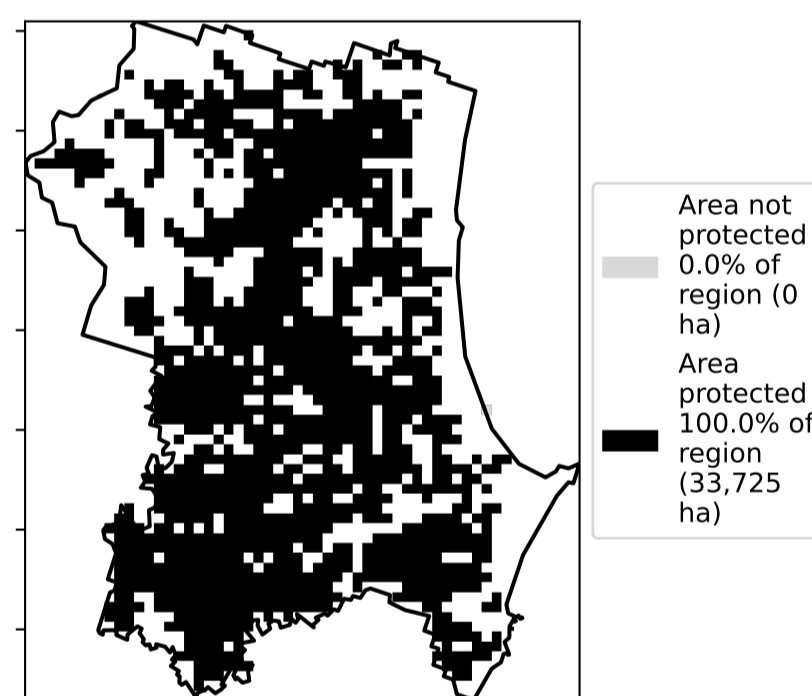 Area not
protected
0.0% of
region (0
ha)
Area
protected
100.0% of
region
(33,725
ha)